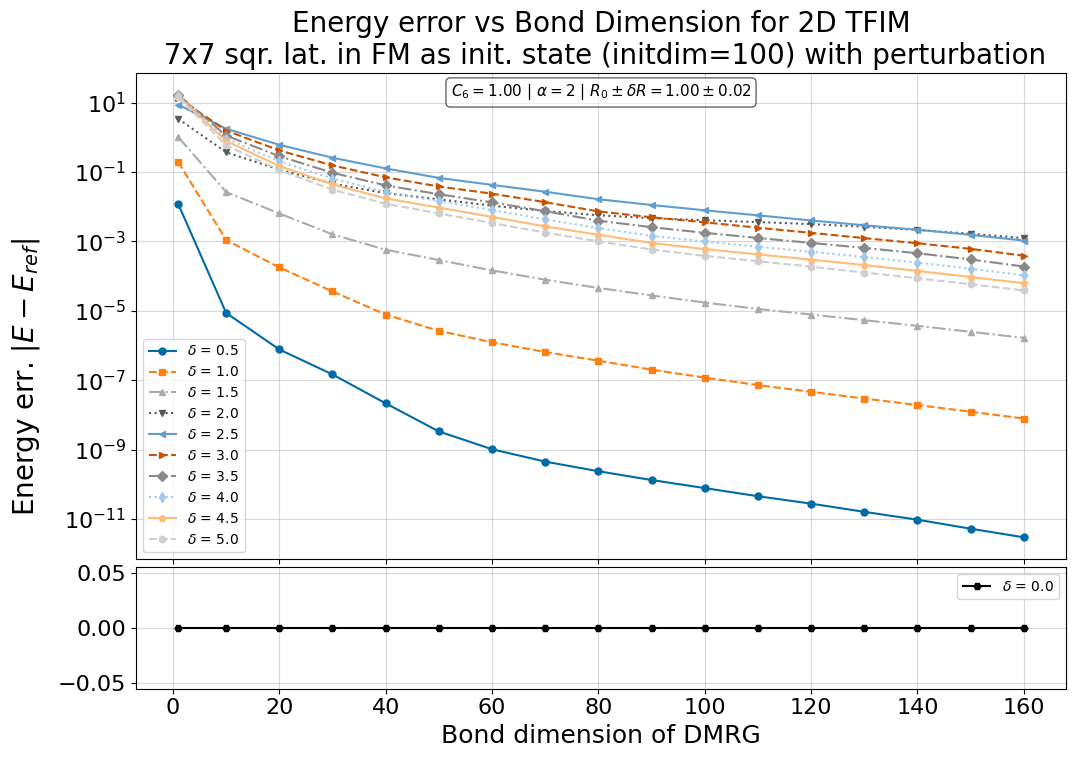 Energy error vs Bond Dimension for 2D TFIM
7x7 sqr. lat. in FM as init. state (initdim=100) with perturbation
C₆ = 1.00 | α = 2 | R₀ ± δR = 1.00 ± 0.02
Energy err. |E − E_ref|
10¹
10⁻¹
10⁻³
10⁻⁵
10⁻⁷
10⁻⁹
10⁻¹¹
δ = 0.5
δ = 1.0
δ = 1.5
δ = 2.0
δ = 2.5
δ = 3.0
δ = 3.5
δ = 4.0
δ = 4.5
δ = 5.0
0.05
0.00
−0.05
δ = 0.0
0 20 40 60 80 100 120 140 160
Bond dimension of DMRG